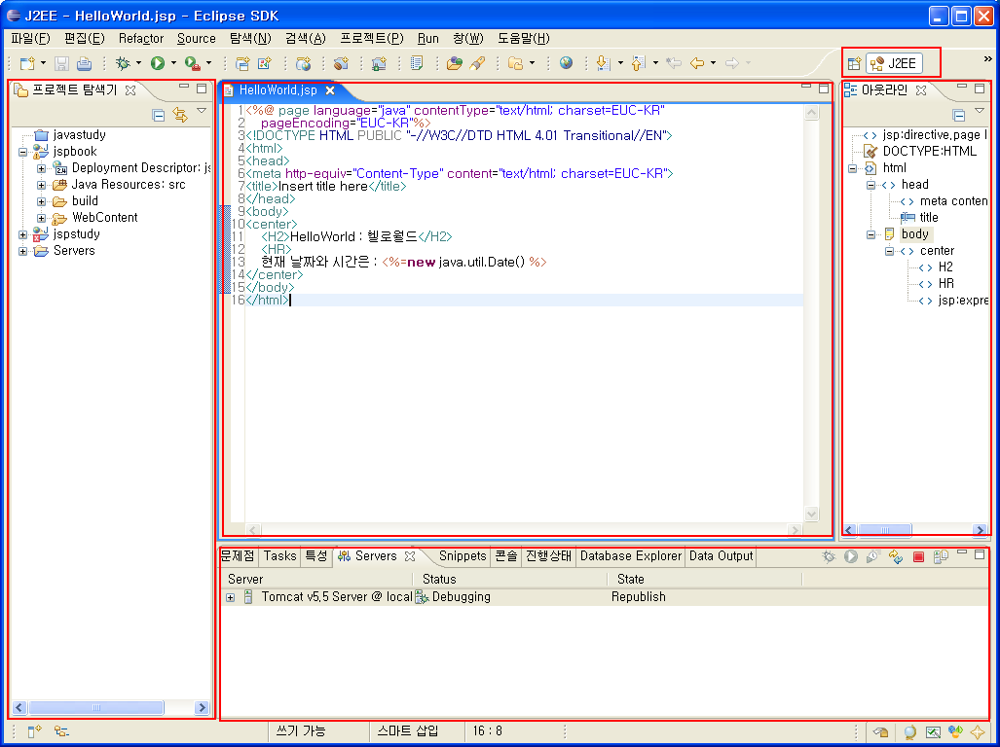 J2EE - HelloWorld.jsp - Eclipse SDK
파일(F) 편집(E) Refactor Source 탐색(N) 검색(A) 프로젝트(P) Run 창(W) 도움말(H)
J2EE
프로젝트 탐색기
javastudy
jspbook
Deployment Descriptor: js
Java Resources: src
build
WebContent
jspstudy
Servers
HelloWorld.jsp
1<%@ page language="java" contentType="text/html; charset=EUC-KR"
2 pageEncoding="EUC-KR"%>
3<!DOCTYPE HTML PUBLIC "-//W3C//DTD HTML 4.01 Transitional//EN">
4<html>
5<head>
6<meta http-equiv="Content-Type" content="text/html; charset=EUC-KR">
7<title>Insert title here</title>
8</head>
9<body>
10<center>
11 <H2>HelloWorld : 헬로월드</H2>
12 <HR>
13 현재 날짜와 시간은 : <%=new java.util.Date() %>
14</center>
15</body>
16</html>
아웃라인
jsp:directive.page l
DOCTYPE:HTML
html
head
meta conten
title
body
center
H2
HR
jsp:expre
문제점 Tasks 특성 Servers Snippets 콘솔 진행상태 Database Explorer Data Output
Server Status State
Tomcat v5.5 Server @ local Debugging Republish
쓰기 가능 스마트 삽입 16 : 8